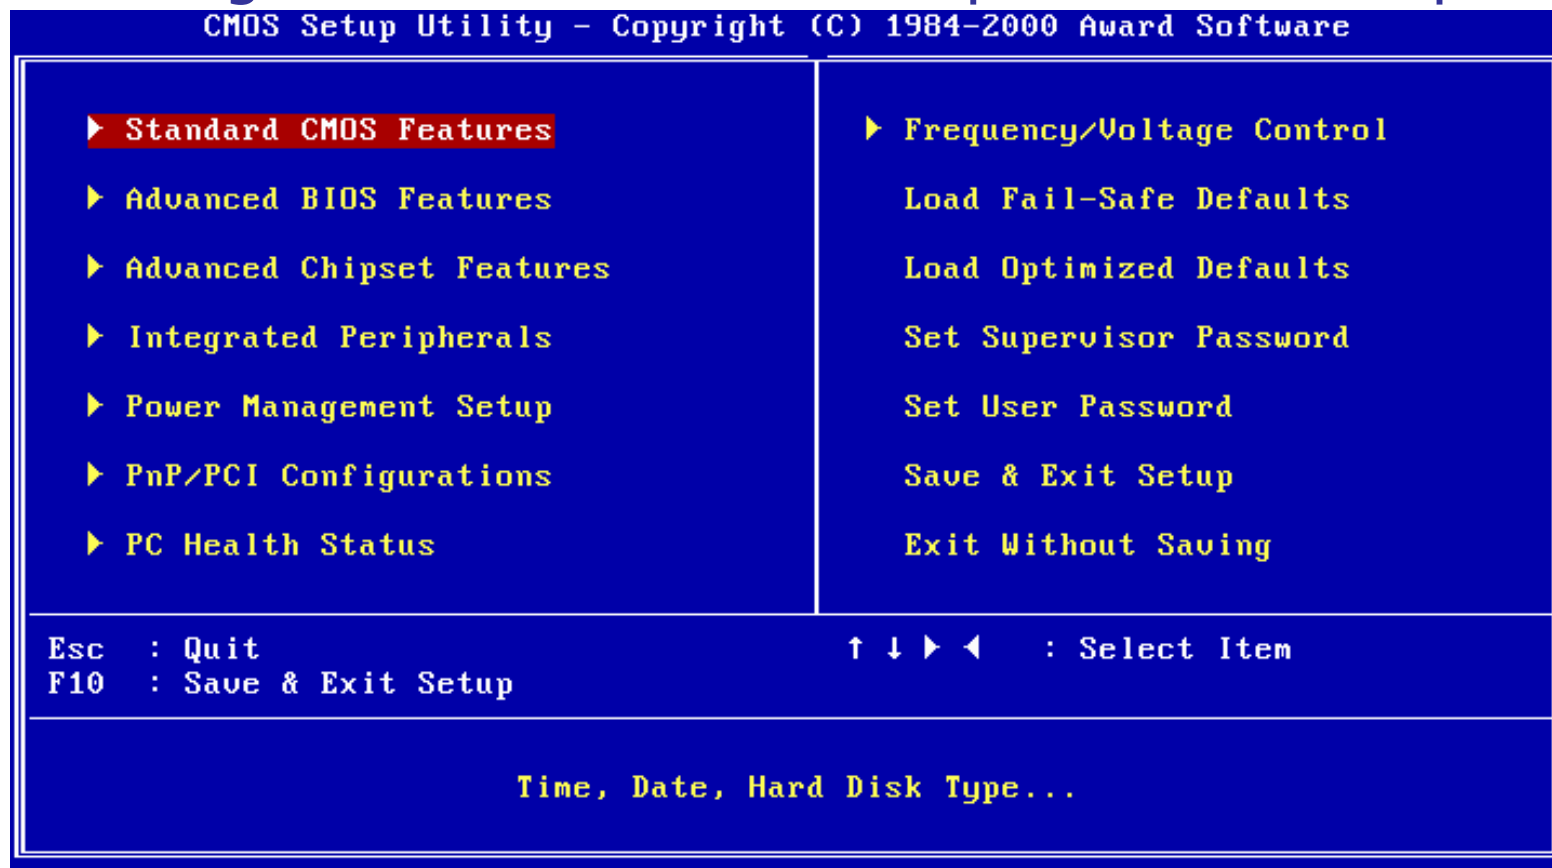 CMOS Setup Utility - Copyright (C) 1984-2000 Award Software
Standard CMOS Features
Advanced BIOS Features
Advanced Chipset Features
Integrated Peripherals
Power Management Setup
PnP/PCI Configurations
PC Health Status
Frequency/Voltage Control
Load Fail-Safe Defaults
Load Optimized Defaults
Set Supervisor Password
Set User Password
Save & Exit Setup
Exit Without Saving
Esc : Quit
F10 : Save & Exit Setup
↑ ↓ ► ◄ : Select Item
Time, Date, Hard Disk Type...